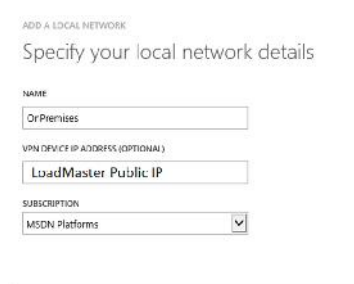 ADD A LOCAL NETWORK
Specify your local network details
NAME
OnPremises
VPN DEVICE IP ADDRESS (OPTIONAL)
LoadMaster Public IP
SUBSCRIPTION
MSDN Platforms